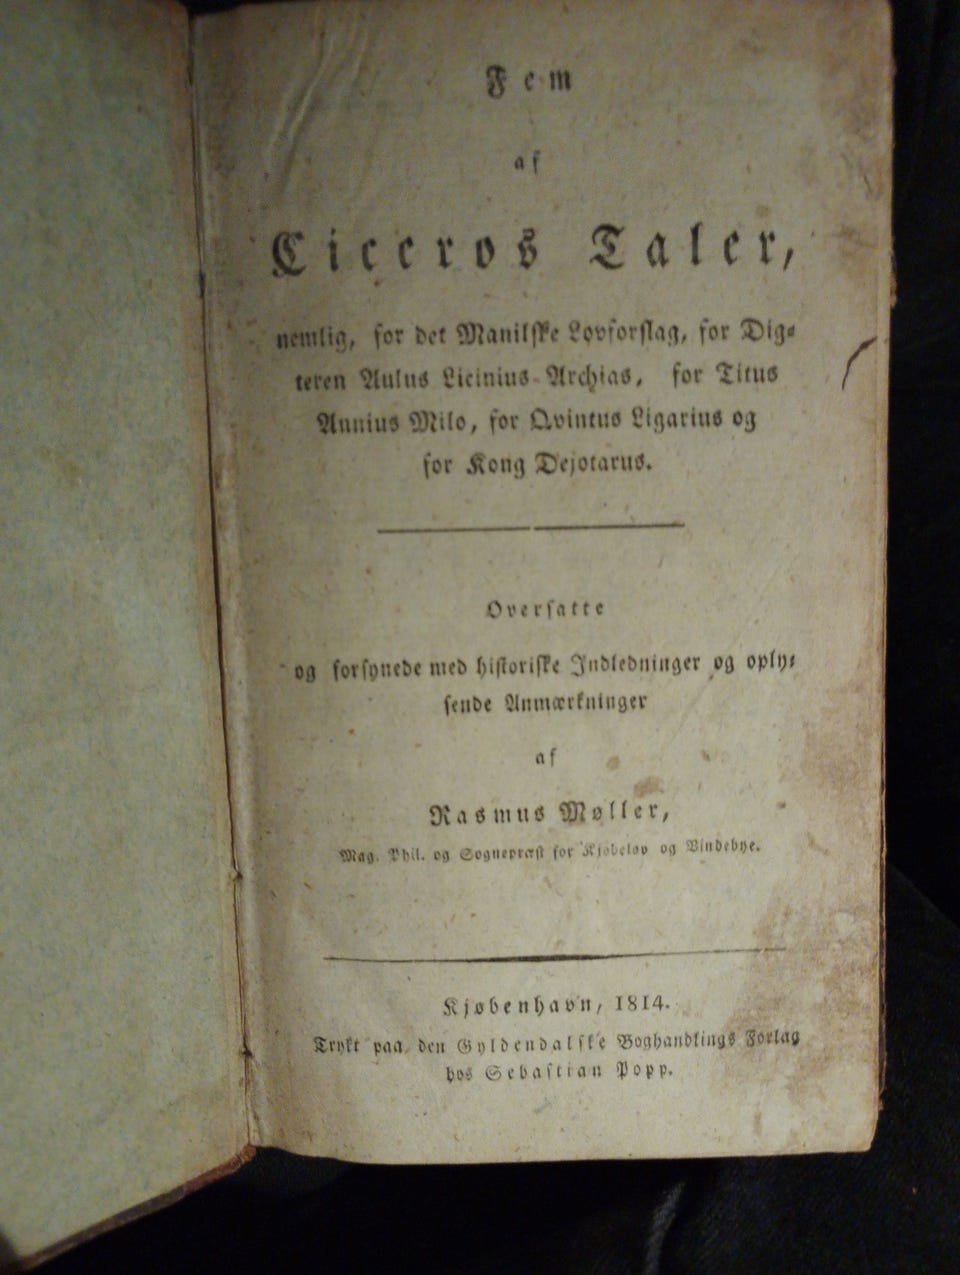 Fem
af
Ciceros Taler,
nemlig, for det Manilske Lovforslag, for Dig-
teren Aulus Licinius Archias, for Titus
Annius Milo, for Qvintus Ligarius og
for Kong Dejotarus.
Oversatte
og forsynede med historiske Indledninger og oply-
sende Anmærkninger
af
Rasmus Møller,
Mag. Phil. og Sognepræst for Kjøbeløv og Vindebye.
Kjøbenhavn, 1814.
Trykt paa den Gyldendalske Boghandlings Forlag
hos Sebastian Popp.